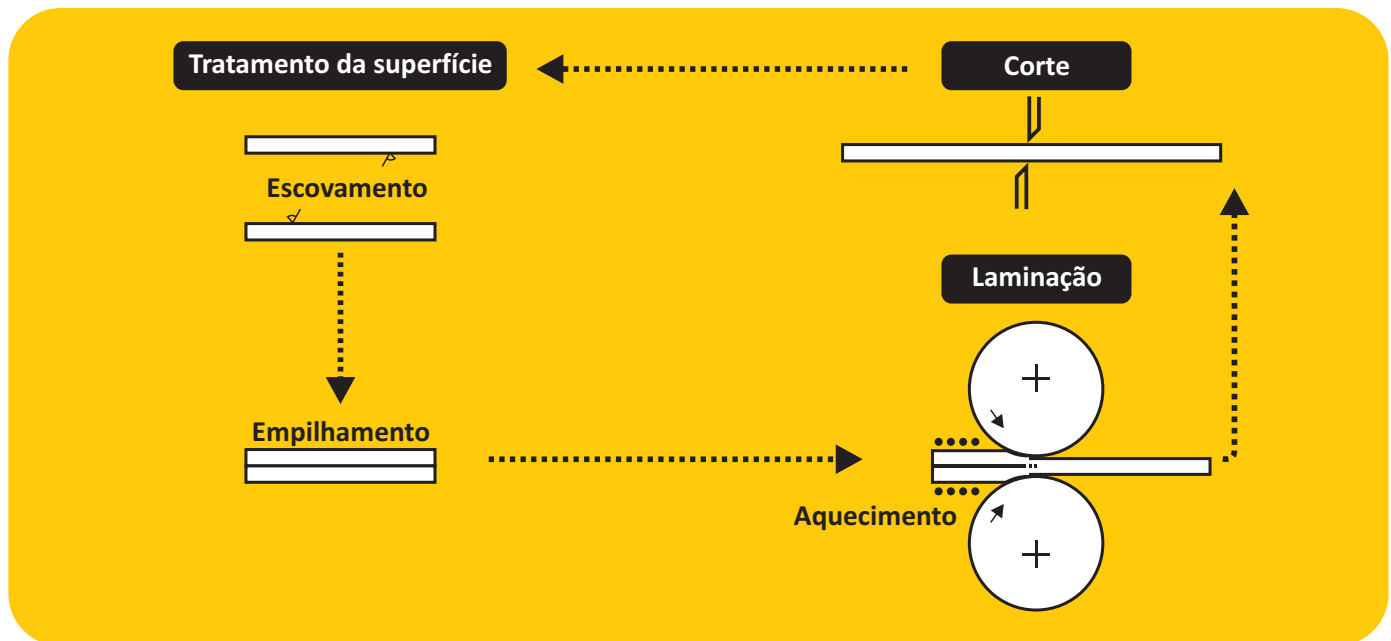 Tratamento da superfície
Corte
Escovamento
Laminação
Empilhamento
Aquecimento